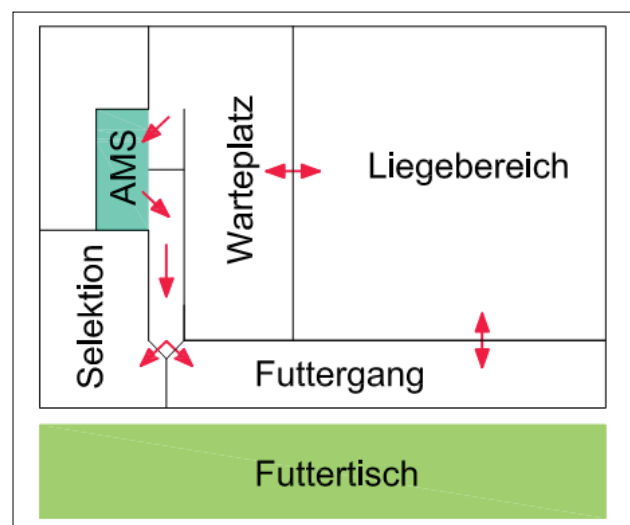 AMS
Warteplatz
Liegebereich
Selektion
Futtergang
Futtertisch